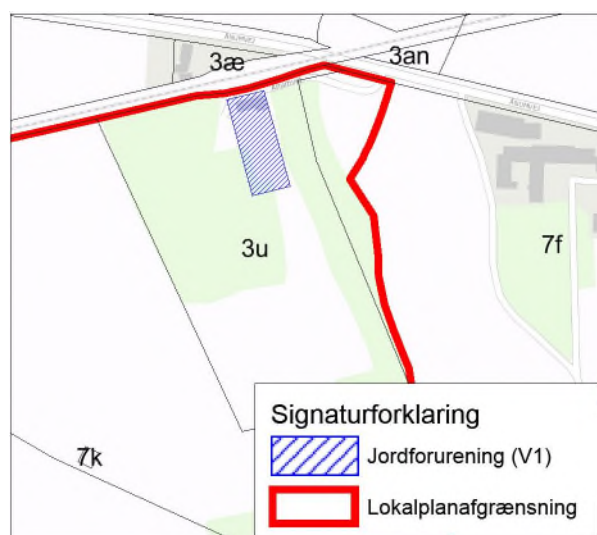 3æ
3an
3u
7f
7k
Signaturforklaring
Jordforurening (V1)
Lokalplanafgrænsning